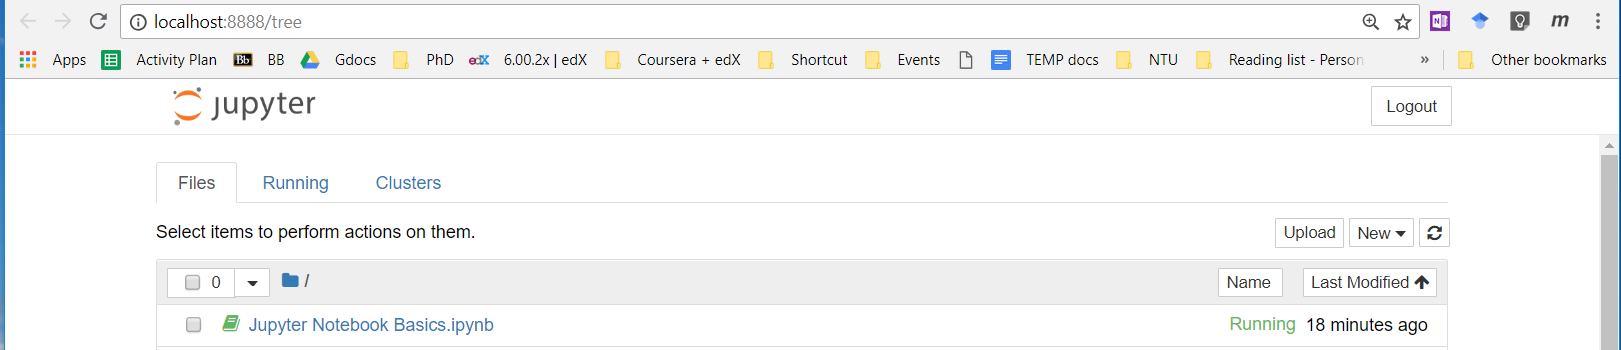 localhost:8888/tree
Apps Activity Plan Bb BB Gdocs PhD edX 6.00.2x | edX Coursera + edX Shortcut Events TEMP docs NTU Reading list - Person » Other bookmarks
jupyter Logout
Files Running Clusters
Select items to perform actions on them. Upload New
0 / Name Last Modified
Jupyter Notebook Basics.ipynb Running 18 minutes ago